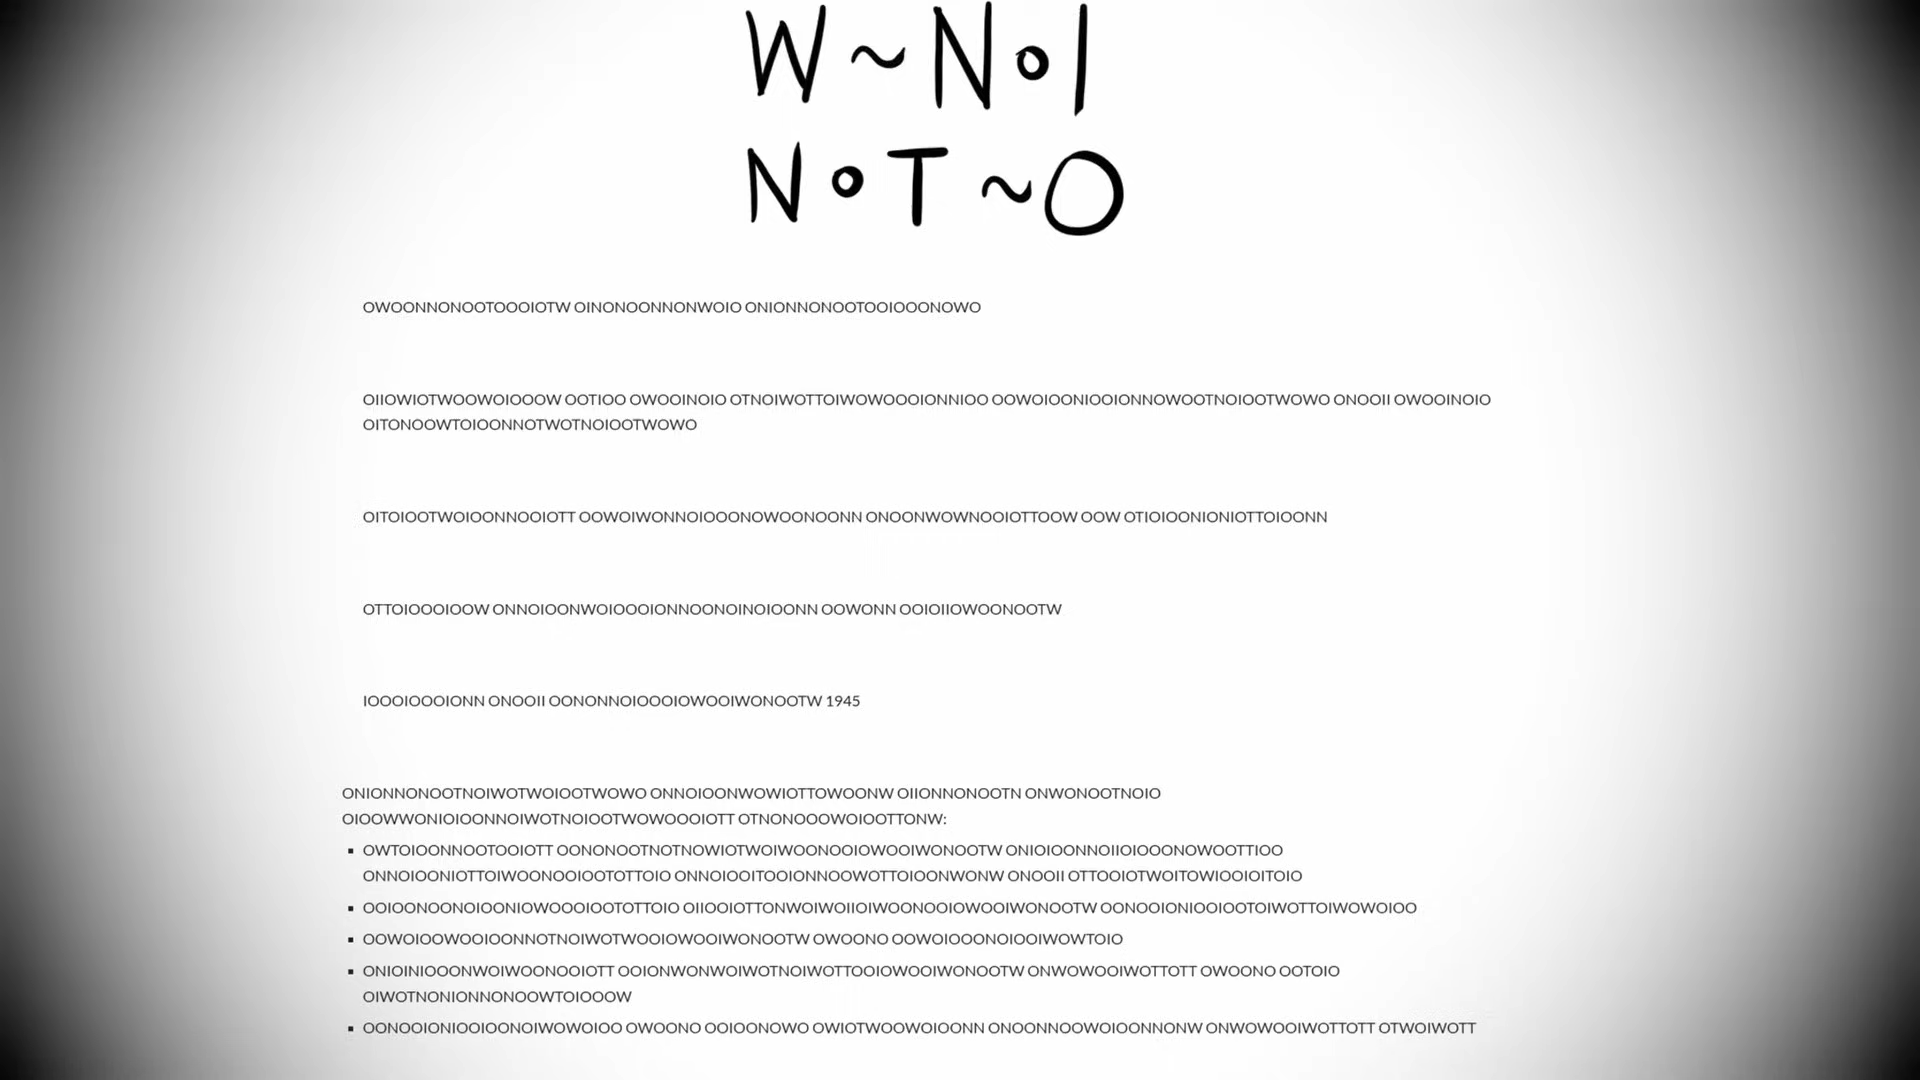 W ~ N o I
N o T ~ O
OWOONNONOOTOOOIOTW OINONOONNONWOIO ONIONNONOOTOOIOOONOWO
OIIOWIOTWOOWOIOOOW OOTIOO OWOOINOIO OTNOIWOTTOIWOWOOOIONNIOO OOWOIOONIOOIONNOWOOTNOIOOTWOWO ONOOII OWOOINOIO
OITONOOWTOIOONNOTWOTNOIOOTWOWO
OITOIOOTWOIOONNOOIOTT OOWOIWONNOIOOONOWOONOONN ONOONWOWNOOIOTTOOW OOW OTIOIOONIONIOTTOIOONN
OTTOIOOOIOOW ONNOIOONWOIOOOIONNOONOINOIOONN OOWONN OOIOIIOWOONOOTW
IOOOIOOOIONN ONOOII OONONNOIOOOIOWOOIWONOOTW 1945
ONIONNONOOTNOIWOTWOIOOTWOWO ONNOIOONWOWIOTTOWOONW OIIONNONOOTN ONWONOOTNOIO
OIOOWWONIOIOONNOIWOTNOIOOTWOWOOOIOTT OTNONOOOWOIOOTTONW:
▪ OWTOIOONNOOTOOIOTT OONONOOTNOTNOWIOTWOIWOONOOIOWOOIWONOOTW ONIOIOONNOIIOIOOONOWOOTTIOO
ONNOIOONIOTTOIWOONOOIOOTOTTOIO ONNOIOOITOOIONNOOWOTTOIOONWONW ONOOII OTTOOIOTWOITOWIOOIOITOIO
▪ OOIOONOONOIOONIOWOOOIOOTOTTOIO OIIOOIOTTONWOIWOIIOIWOONOOIOWOOIWONOOTW OONOOIONIOOIOOTOIWOTTOIWOWOIOO
▪ OOWOIOOWOOIOONNOTNOIWOTWOOIOWOOIWONOOTW OWOONO OOWOIOOONOIOOIWOWTOIO
▪ ONIOINIOOONWOIWOONOOIOTT OOIONWONWOIWOTNOIWOTTOOIOWOOIWONOOTW ONWOWOOIWOTTOTT OWOONO OOTOIO
OIWOTNONIONNONOOWTOIOOOW
▪ OONOOIONIOOIOONOIWOWOIOO OWOONO OOIOONOWO OWIOTWOOWOIOONN ONOONNOOWOIOONNONW ONWOWOOIWOTTOTT OTWOIWOTT